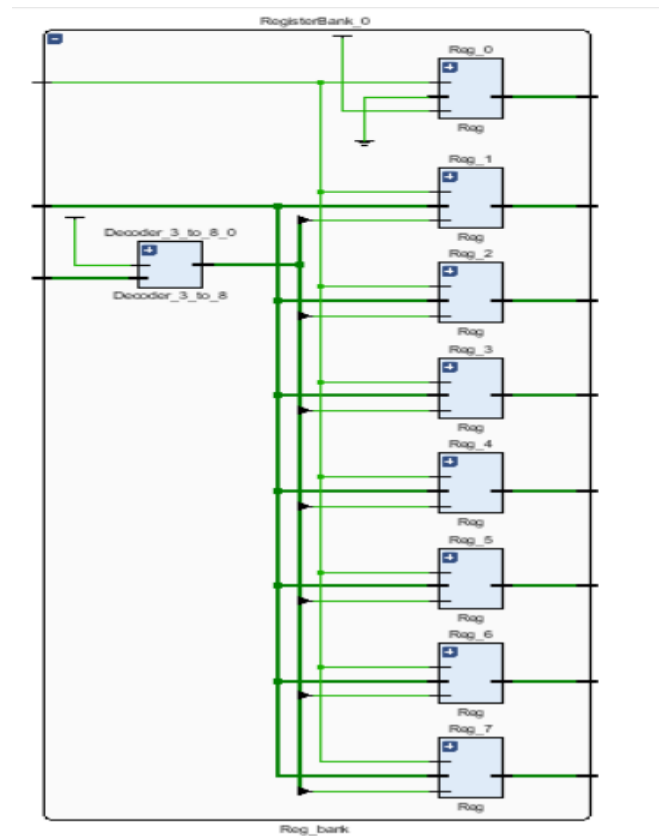 RegisterBank_0
Reg_0
Reg
Reg_1
Reg
Decoder_3_to_8_0
Decoder_3_to_8
Reg_2
Reg
Reg_3
Reg
Reg_4
Reg
Reg_5
Reg
Reg_6
Reg
Reg_7
Reg
Reg_bank